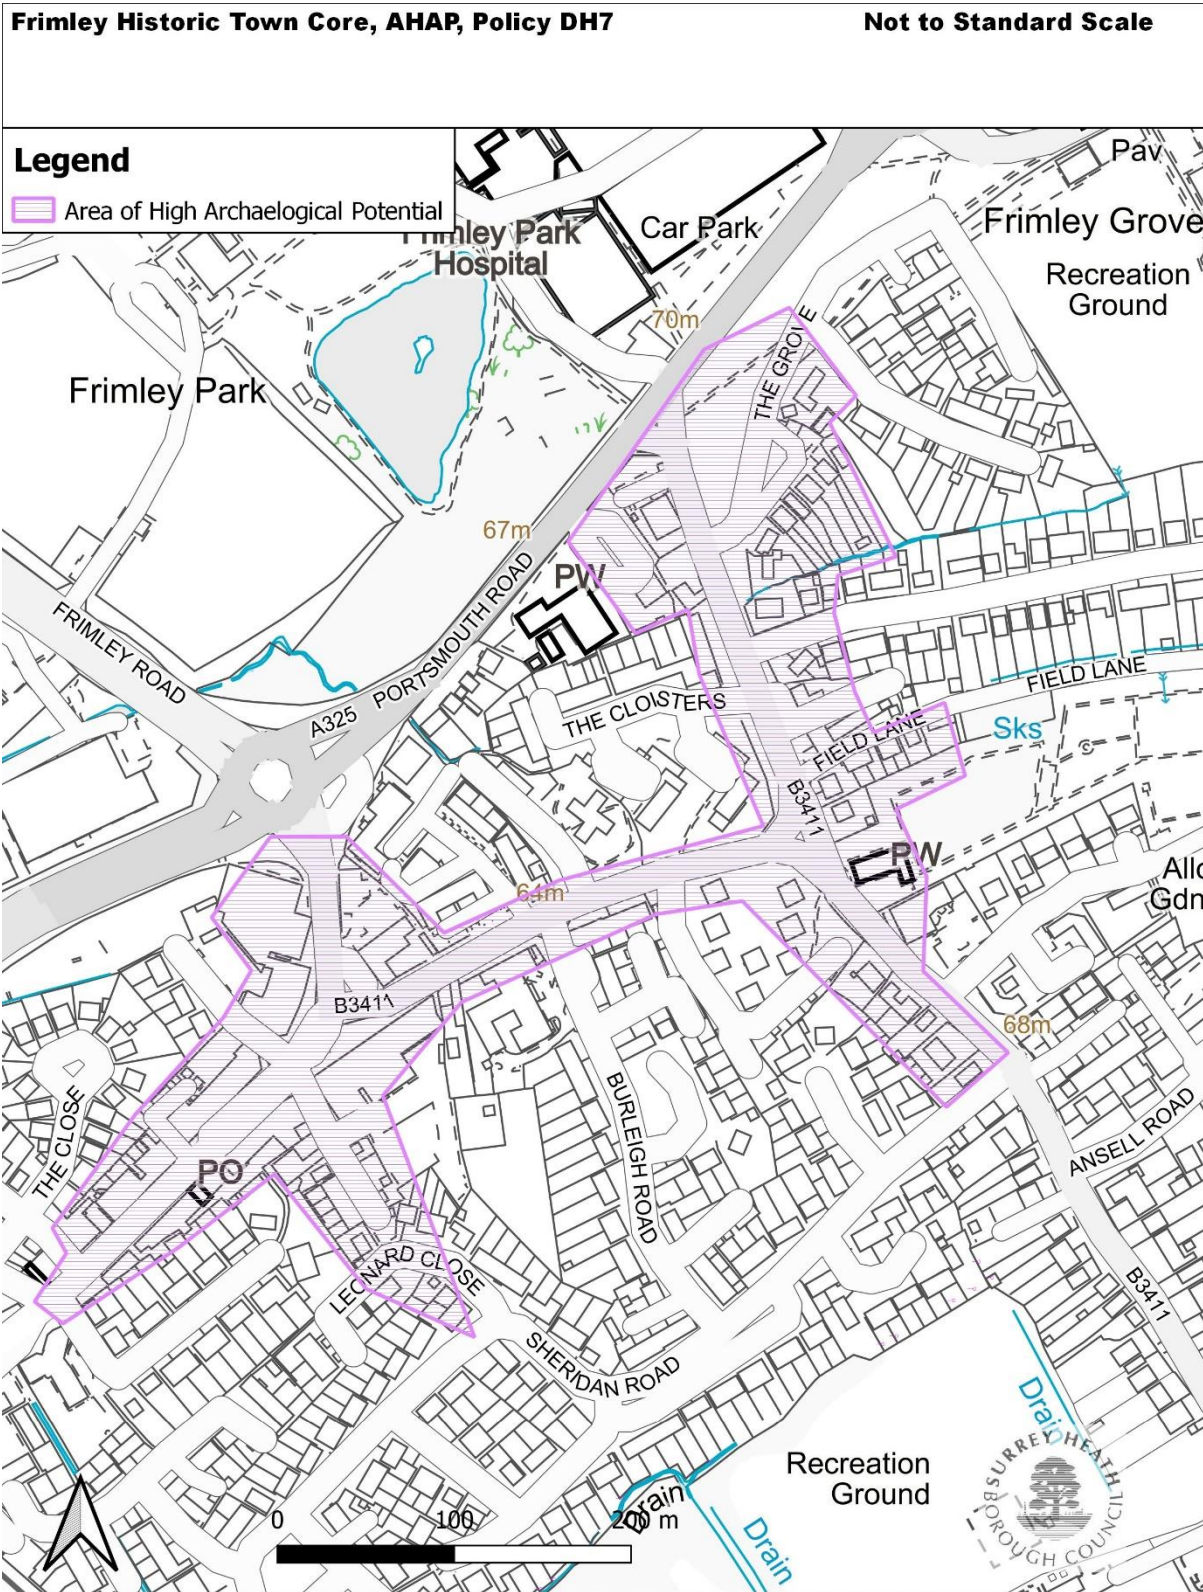 Frimley Historic Town Core, AHAP, Policy DH7
Not to Standard Scale
Legend
Area of High Archaelogical Potential
Pav
Frimley Park
Hospital
Car Park
Frimley Grove
Recreation
Ground
70m
THE GROVE
Frimley Park
67m
PW
FRIMLEY ROAD
A325
PORTSMOUTH ROAD
THE CLOISTERS
FIELD LANE
FIELD LANE
Sks
B3411
PW
64m
Gdn
B3411
68m
THE CLOSE
BURLEIGH ROAD
ANSELL ROAD
PO
LEONARD CLOSE
SHERIDAN ROAD
B3411
Drain
Recreation
Ground
SURREY HEATH
BOROUGH COUNCIL
0
100
200 m
Drain
Drain